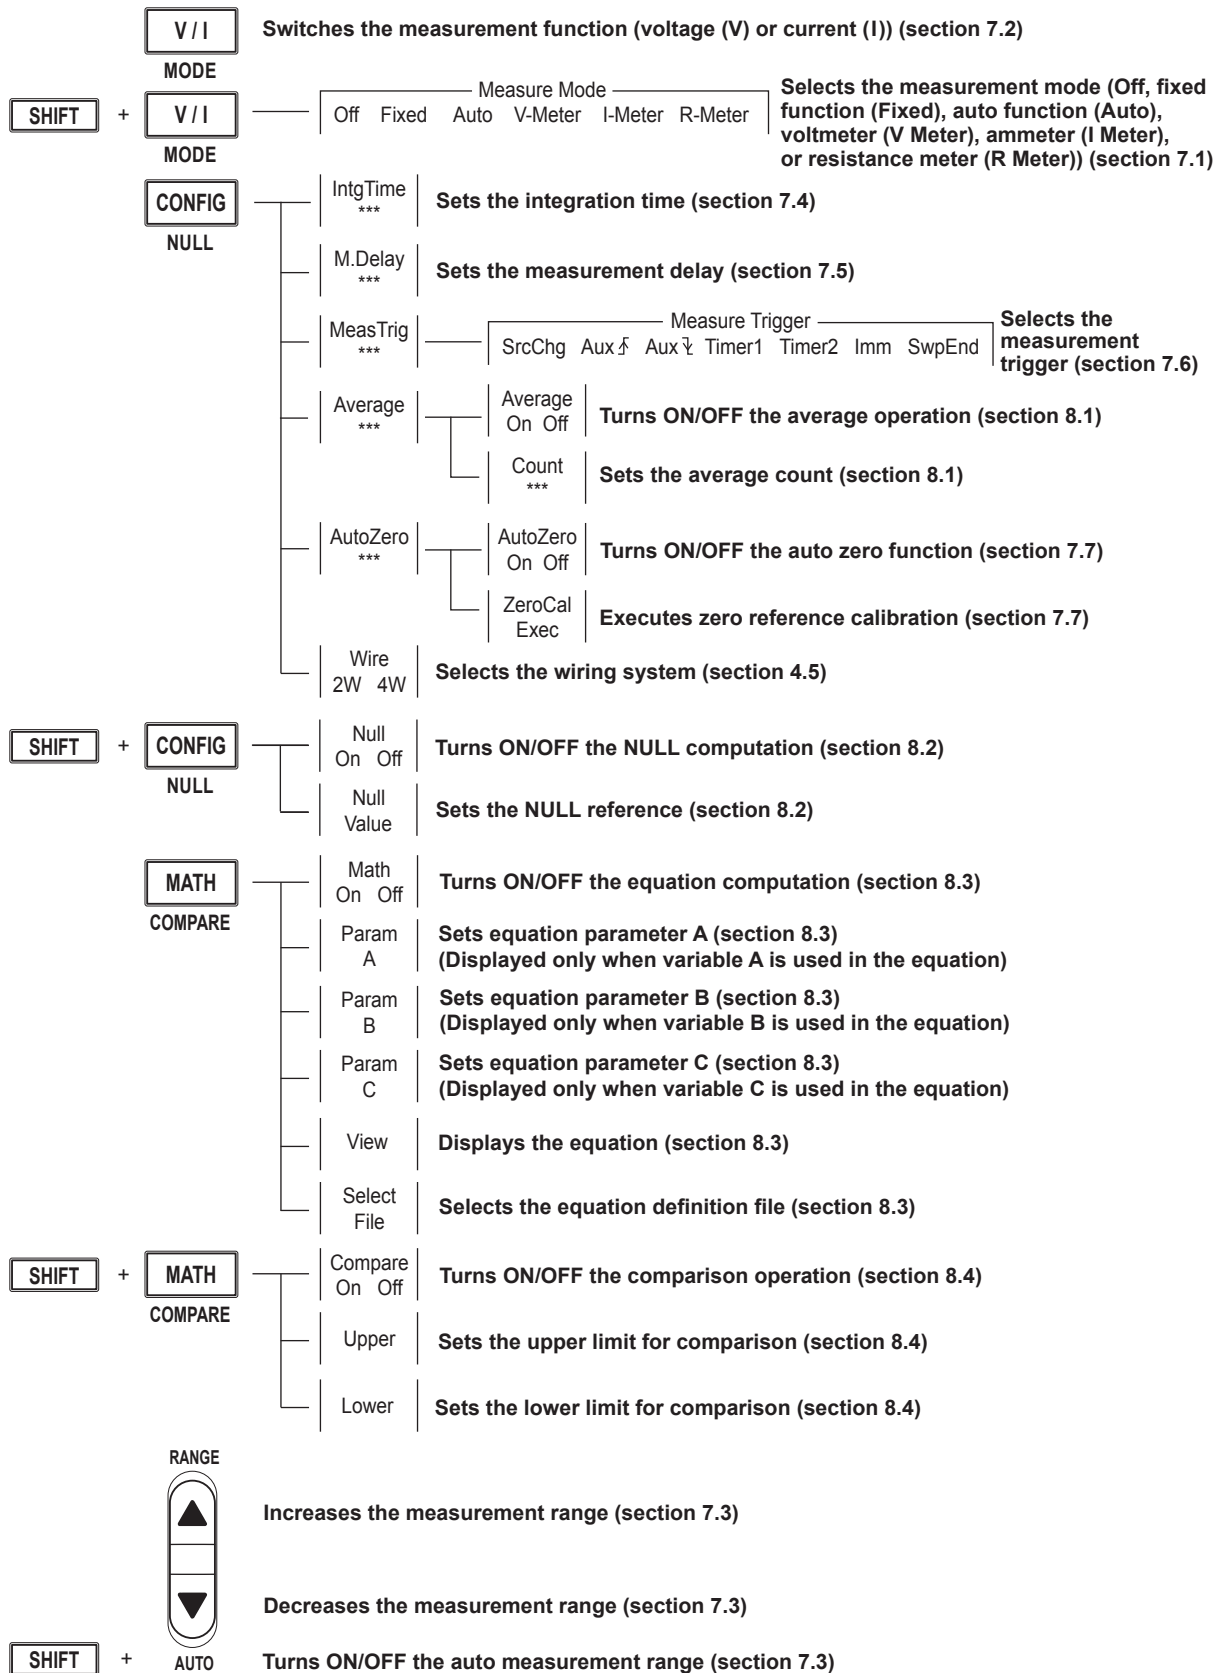 V / I
Switches the measurement function (voltage (V) or current (I)) (section 7.2)
MODE
SHIFT + V / I
MODE
Measure Mode
Off Fixed Auto V-Meter I-Meter R-Meter
Selects the measurement mode (Off, fixed
function (Fixed), auto function (Auto),
voltmeter (V Meter), ammeter (I Meter),
or resistance meter (R Meter)) (section 7.1)
CONFIG
NULL
IntgTime
***
Sets the integration time (section 7.4)
M.Delay
***
Sets the measurement delay (section 7.5)
MeasTrig
***
Measure Trigger
SrcChg Aux Aux Timer1 Timer2 Imm SwpEnd
Selects the
measurement
trigger (section 7.6)
Average
***
Average
On Off
Turns ON/OFF the average operation (section 8.1)
Count
***
Sets the average count (section 8.1)
AutoZero
***
AutoZero
On Off
Turns ON/OFF the auto zero function (section 7.7)
ZeroCal
Exec
Executes zero reference calibration (section 7.7)
Wire
2W 4W
Selects the wiring system (section 4.5)
SHIFT + CONFIG
NULL
Null
On Off
Turns ON/OFF the NULL computation (section 8.2)
Null
Value
Sets the NULL reference (section 8.2)
MATH
COMPARE
Math
On Off
Turns ON/OFF the equation computation (section 8.3)
Param
A
Sets equation parameter A (section 8.3)
(Displayed only when variable A is used in the equation)
Param
B
Sets equation parameter B (section 8.3)
(Displayed only when variable B is used in the equation)
Param
C
Sets equation parameter C (section 8.3)
(Displayed only when variable C is used in the equation)
View
Displays the equation (section 8.3)
Select
File
Selects the equation definition file (section 8.3)
SHIFT + MATH
COMPARE
Compare
On Off
Turns ON/OFF the comparison operation (section 8.4)
Upper
Sets the upper limit for comparison (section 8.4)
Lower
Sets the lower limit for comparison (section 8.4)
RANGE
Increases the measurement range (section 7.3)
Decreases the measurement range (section 7.3)
SHIFT + AUTO
Turns ON/OFF the auto measurement range (section 7.3)